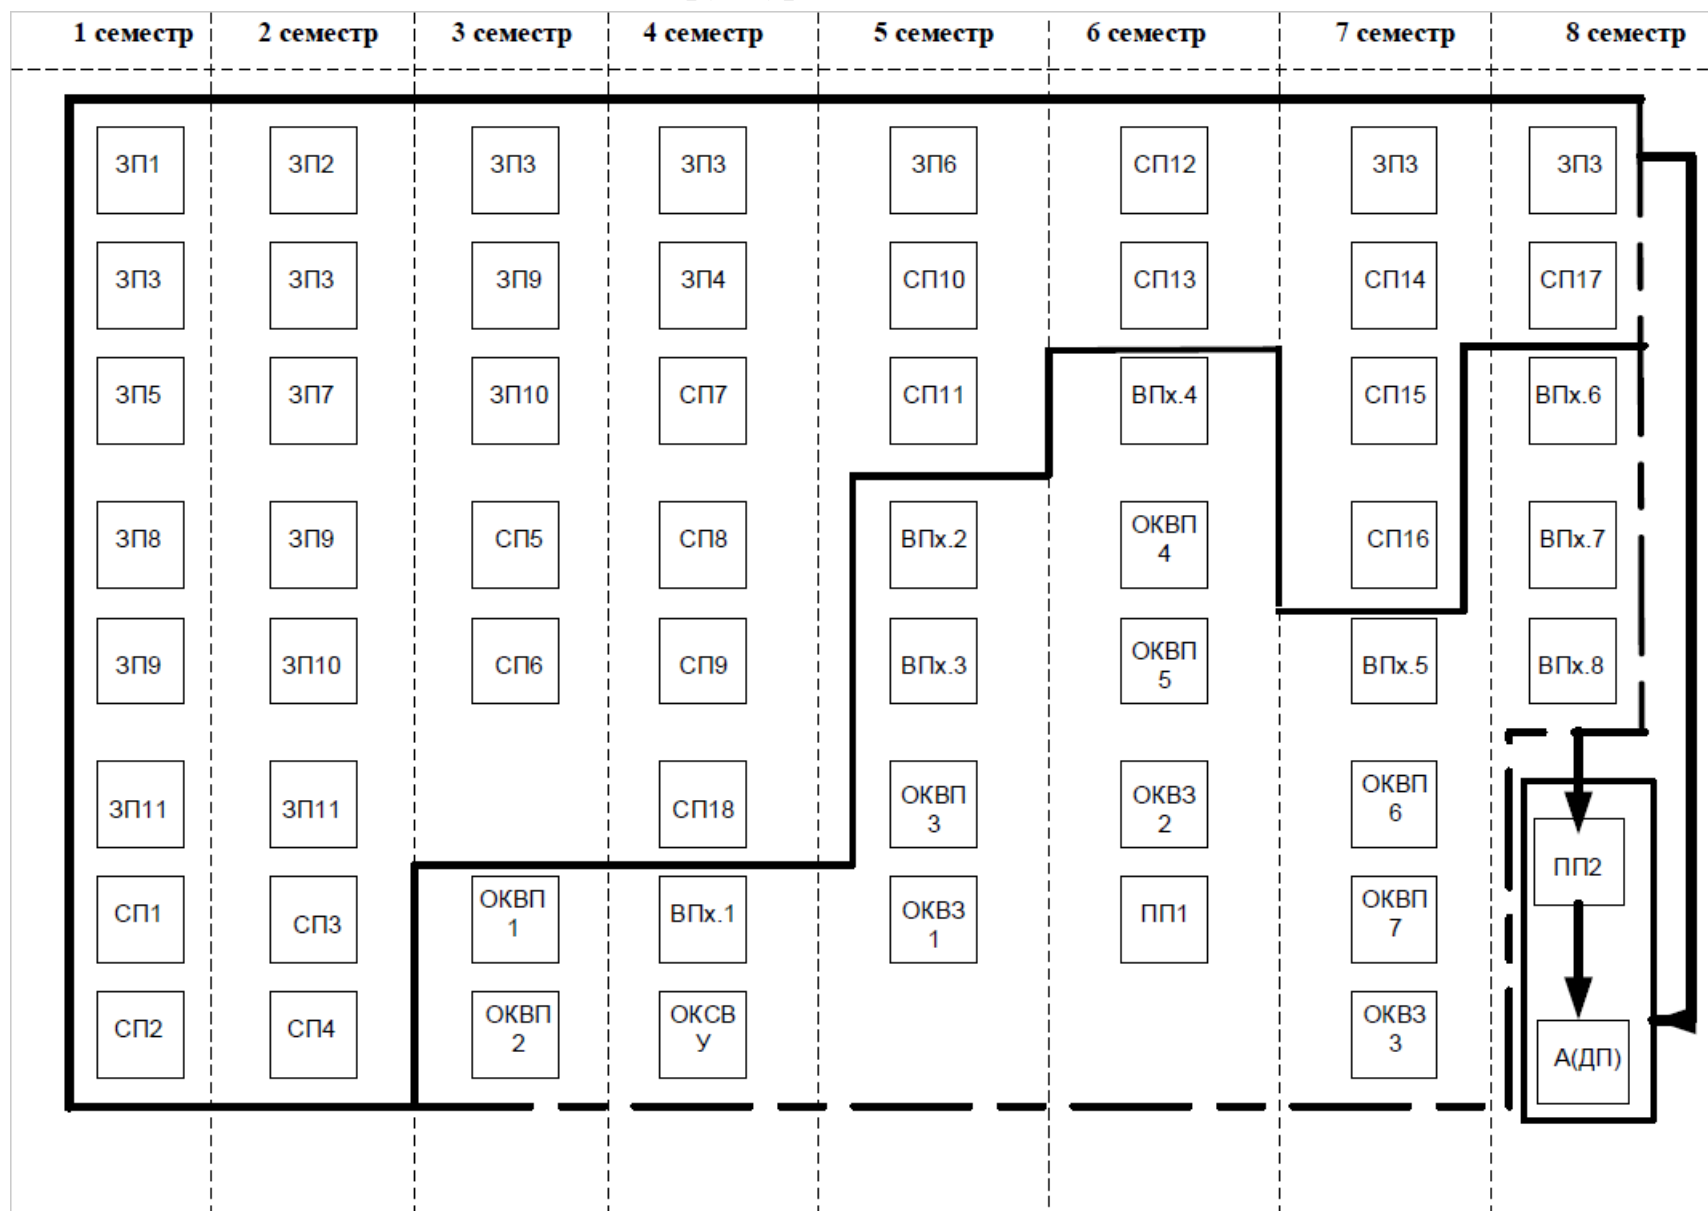 1 семестр 2 семестр 3 семестр 4 семестр 5 семестр 6 семестр 7 семестр 8 семестр
ЗП1 ЗП2 ЗП3 ЗП3 ЗП6 СП12 ЗП3 ЗП3
ЗП3 ЗП3 ЗП9 ЗП4 СП10 СП13 СП14 СП17
ЗП5 ЗП7 ЗП10 СП7 СП11 ВПх.4 СП15 ВПх.6
ЗП8 ЗП9 СП5 СП8 ВПх.2 ОКВП 4 СП16 ВПх.7
ЗП9 ЗП10 СП6 СП9 ВПх.3 ОКВП 5 ВПх.5 ВПх.8
ЗП11 ЗП11 СП18 ОКВП 3 ОКВЗ 2 ОКВП 6
ПП2
СП1 СП3 ОКВП 1 ВПх.1 ОКВЗ 1 ПП1 ОКВП 7
СП2 СП4 ОКВП 2 ОКСВ У ОКВЗ 3 А(ДП)